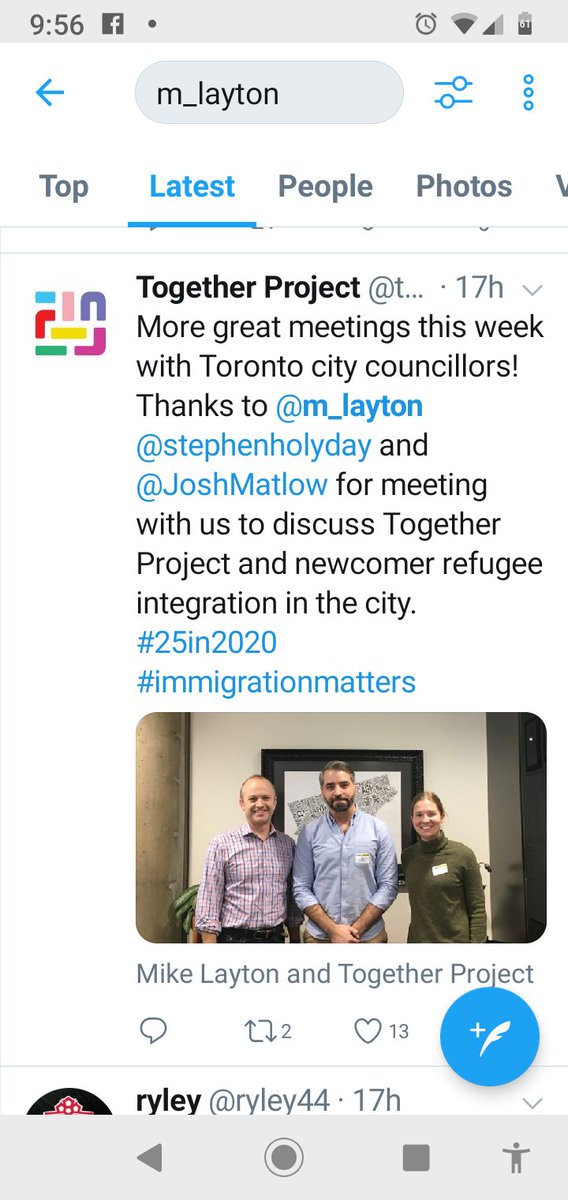 9:56
61
m_layton
Top Latest People Photos V
Together Project @t... · 17h
More great meetings this week
with Toronto city councillors!
Thanks to @m_layton
@stephenholyday and
@JoshMatlow for meeting
with us to discuss Together
Project and newcomer refugee
integration in the city.
#25in2020
#immigrationmatters
Mike Layton and Together Project
2 13
ryley @ryley44 · 17h